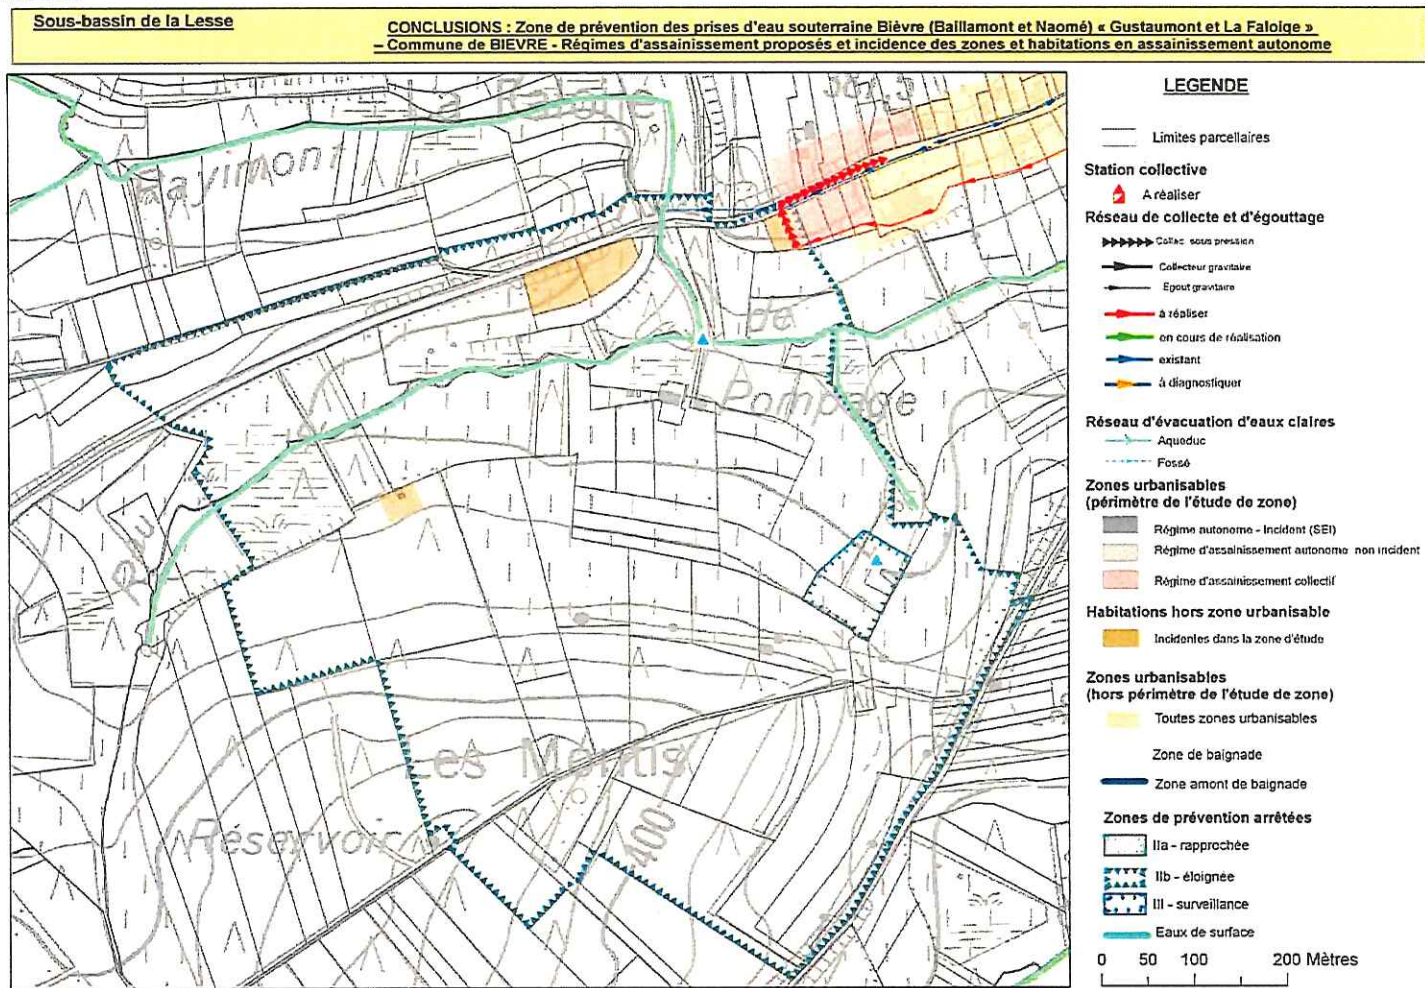 Sous-bassin de la Lesse
CONCLUSIONS : Zone de prévention des prises d'eau souterraine Bièvre (Baillamont et Naomé) « Gustaumont et La Faloige »
– Commune de BIEVRE - Régimes d'assainissement proposés et incidence des zones et habitations en assainissement autonome
Rayimont
de
Pompage
Ry du
Les Montis
Réservoir
400
LEGENDE
Limites parcellaires
Station collective
A réaliser
Réseau de collecte et d'égouttage
Collec. sous pression
Collecteur gravitaire
Egout gravitaire
à réaliser
en cours de réalisation
existant
à diagnostiquer
Réseau d'évacuation d'eaux claires
Aqueduc
Fossé
Zones urbanisables
(périmètre de l'étude de zone)
Régime autonome - Incident (SEI)
Régime d'assainissement autonome non incident
Régime d'assainissement collectif
Habitations hors zone urbanisable
Incidentes dans la zone d'étude
Zones urbanisables
(hors périmètre de l'étude de zone)
Toutes zones urbanisables
Zone de baignade
Zone amont de baignade
Zones de prévention arrêtées
IIa - rapprochée
IIb - éloignée
III - surveillance
Eaux de surface
0 50 100 200 Mètres